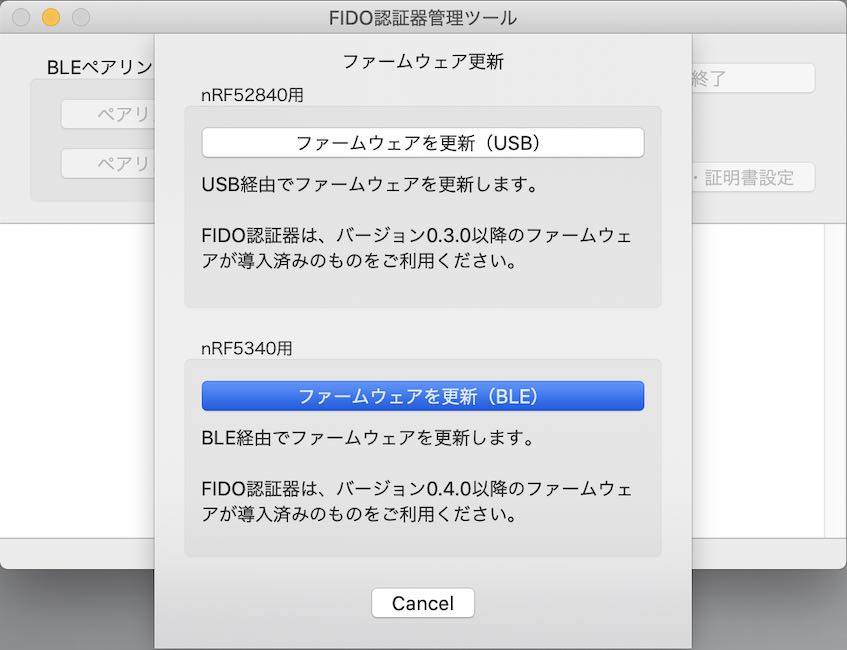 FIDO認証器管理ツール
BLEペアリン
ペアリ
ペアリ
終了
・証明書設定
ファームウェア更新
nRF52840用
ファームウェアを更新（USB）
USB経由でファームウェアを更新します。
FIDO認証器は、バージョン0.3.0以降のファームウェ
アが導入済みのものをご利用ください。
nRF5340用
ファームウェアを更新（BLE）
BLE経由でファームウェアを更新します。
FIDO認証器は、バージョン0.4.0以降のファームウェ
アが導入済みのものをご利用ください。
Cancel